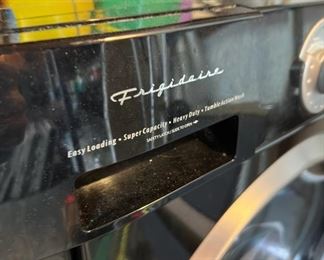 Frigidaire
Easy Loading • Super Capacity • Heavy Duty • Tumble Action Wash